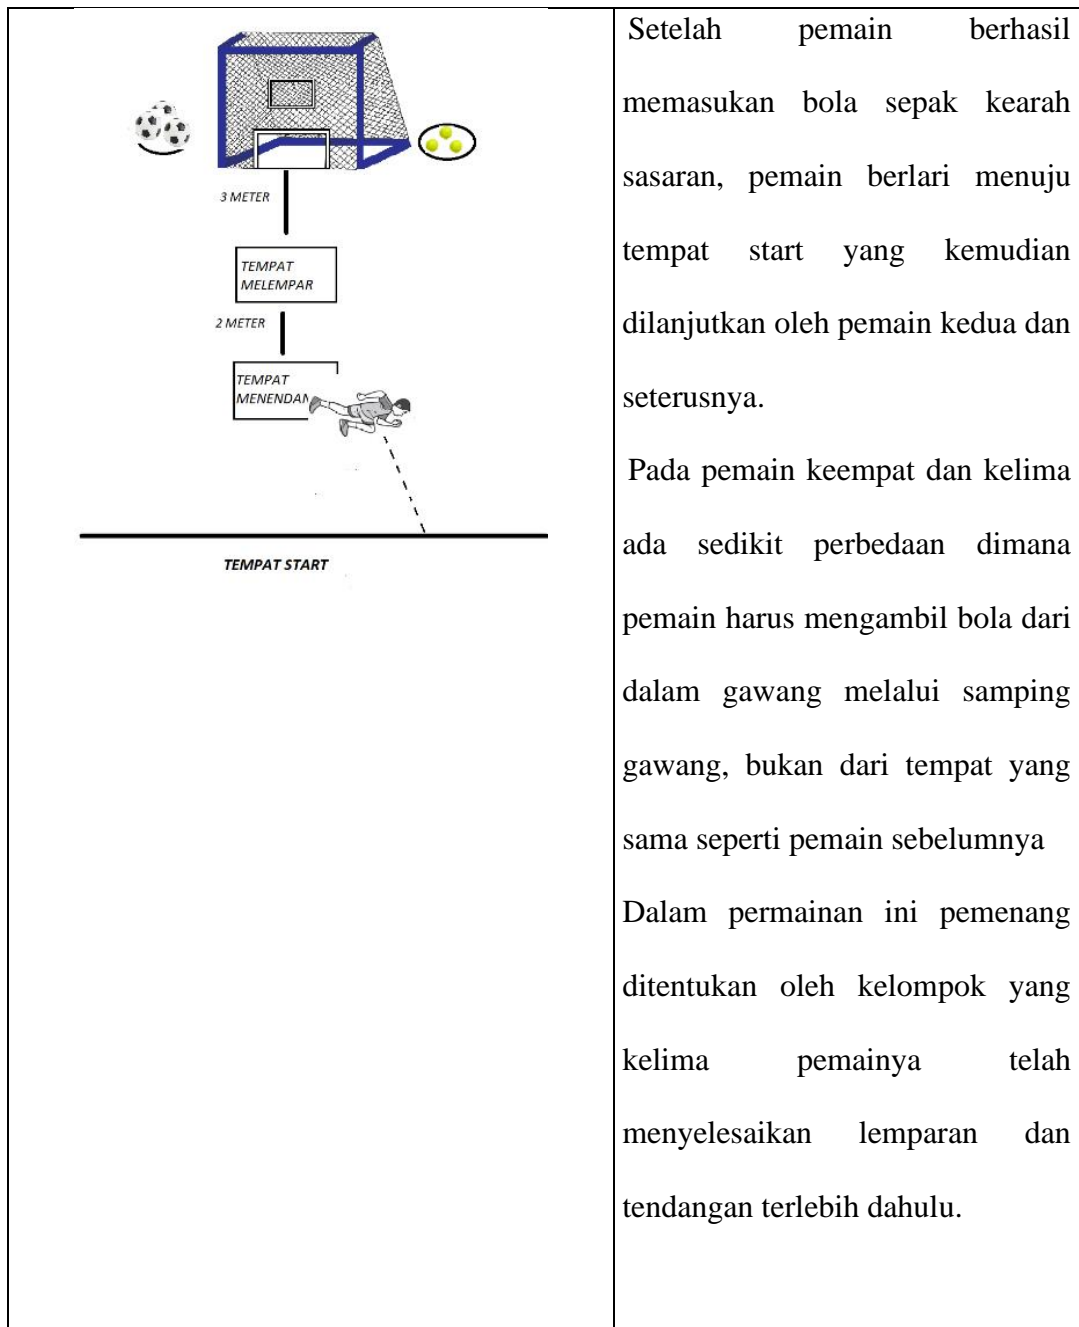 3 METER
TEMPAT
MELEMPAR
2 METER
TEMPAT
MENENDAN
TEMPAT START
Setelah pemain berhasil
memasukan bola sepak kearah
sasaran, pemain berlari menuju
tempat start yang kemudian
dilanjutkan oleh pemain kedua dan
seterusnya.
Pada pemain keempat dan kelima
ada sedikit perbedaan dimana
pemain harus mengambil bola dari
dalam gawang melalui samping
gawang, bukan dari tempat yang
sama seperti pemain sebelumnya
Dalam permainan ini pemenang
ditentukan oleh kelompok yang
kelima pemainya telah
menyelesaikan lemparan dan
tendangan terlebih dahulu.